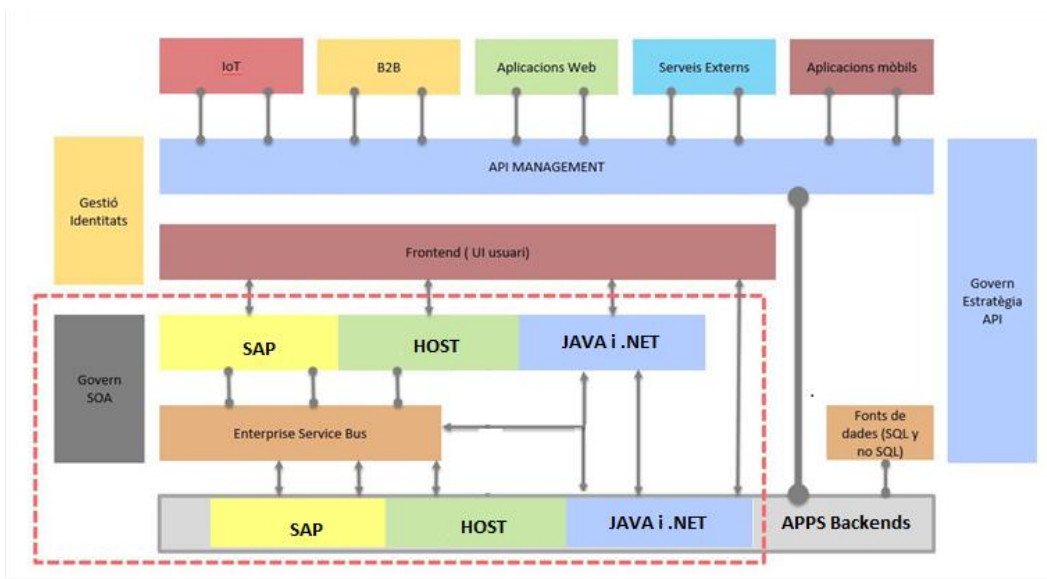 IoT
B2B
Aplicacions Web
Serveis Externs
Aplicacions mòbils
API MANAGEMENT
Gestió
Identitats
Frontend ( UI usuari)
Govern
Estratègia
API
SAP
HOST
JAVA i .NET
Govern
SOA
Enterprise Service Bus
Fonts de
dades (SQL y
no SQL)
SAP
HOST
JAVA i .NET
APPS Backends